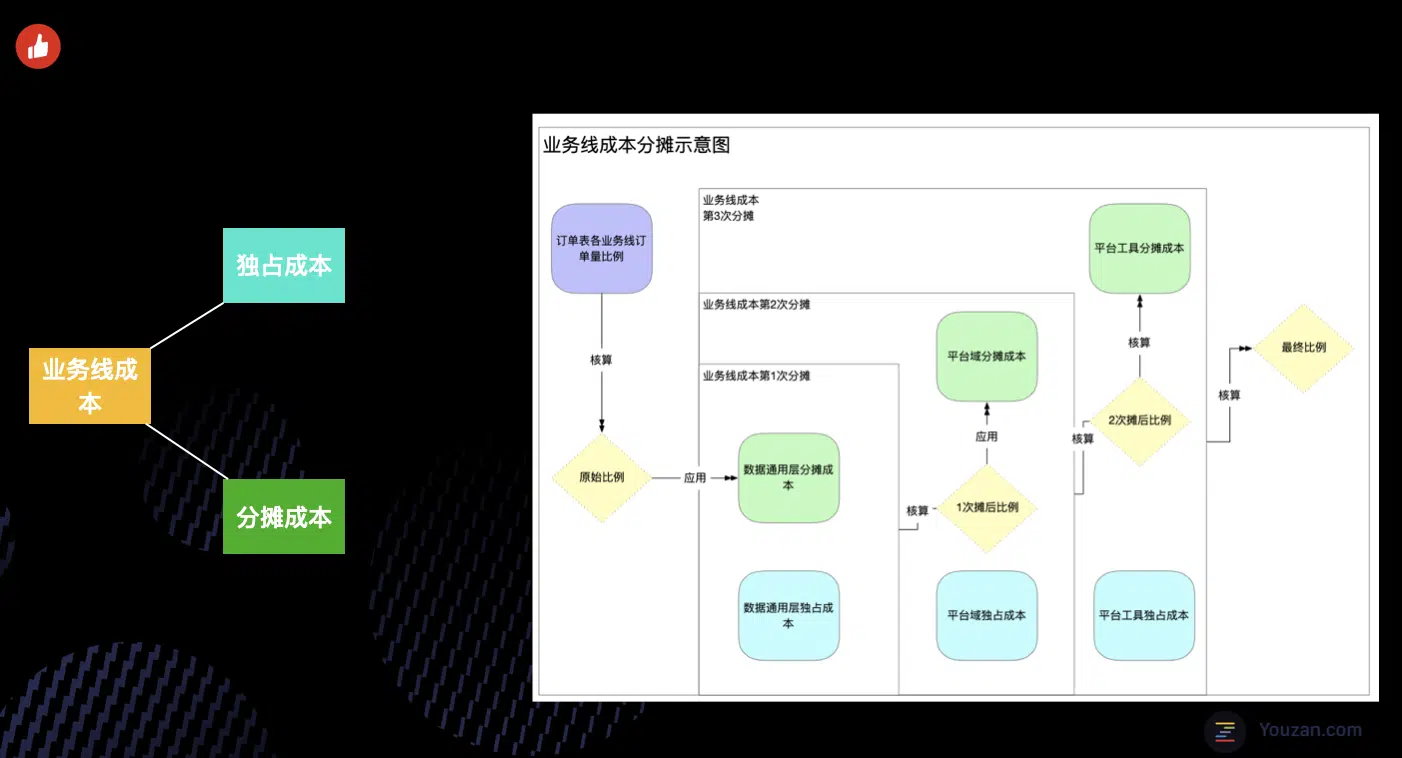 独占成本
业务线成
本
分摊成本
业务线成本分摊示意图
订单表各业务线订
单量比例
核算
原始比例
应用
业务线成本
第3次分摊
业务线成本第2次分摊
业务线成本第1次分摊
数据通用层分摊成
本
数据通用层独占成
本
核算
平台域分摊成本
应用
1次摊后比例
平台域独占成本
核算
平台工具分摊成本
核算
2次摊后比例
平台工具独占成本
核算
最终比例
Youzan.com